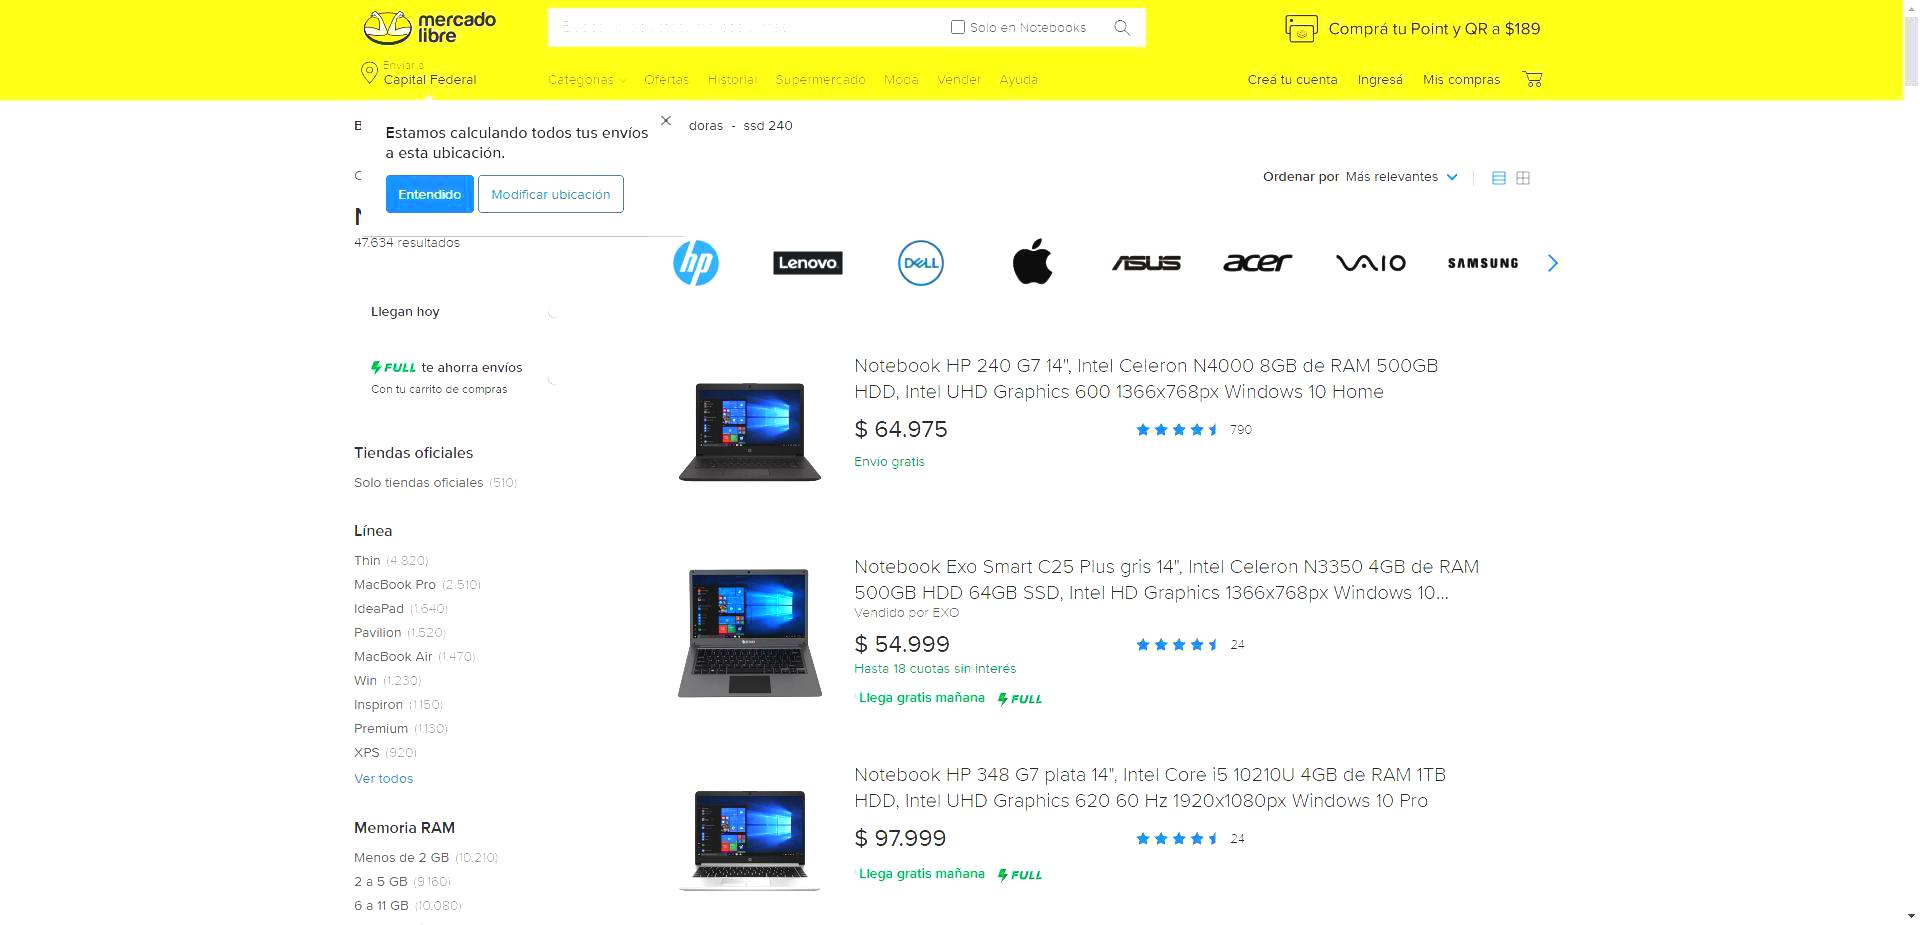 mercado
libre
Solo en Notebooks
Comprá tu Point y QR a $189
Enviar a
Capital Federal
Categorías
Ofertas
Historial
Supermercado
Moda
Vender
Ayuda
Creá tu cuenta
Ingresá
Mis compras
doras - ssd 240
Estamos calculando todos tus envíos
a esta ubicación.
Entendido
Modificar ubicación
Ordenar por Más relevantes
47.634 resultados
hp
Lenovo
DELL
ASUS
acer
VAIO
SAMSUNG
Llegan hoy
FULL te ahorra envíos
Con tu carrito de compras
Tiendas oficiales
Solo tiendas oficiales (510)
Línea
Thin (4.820)
MacBook Pro (2.510)
IdeaPad (1.640)
Pavilion (1.520)
MacBook Air (1.470)
Win (1.230)
Inspiron (1.150)
Premium (1.130)
XPS (920)
Ver todos
Memoria RAM
Menos de 2 GB (10.210)
2 a 5 GB (9.160)
6 a 11 GB (10.080)
Notebook HP 240 G7 14", Intel Celeron N4000 8GB de RAM 500GB
HDD, Intel UHD Graphics 600 1366x768px Windows 10 Home
$ 64.975
790
Envío gratis
Notebook Exo Smart C25 Plus gris 14", Intel Celeron N3350 4GB de RAM
500GB HDD 64GB SSD, Intel HD Graphics 1366x768px Windows 10...
Vendido por EXO
$ 54.999
24
Hasta 18 cuotas sin interés
Llega gratis mañana FULL
Notebook HP 348 G7 plata 14", Intel Core i5 10210U 4GB de RAM 1TB
HDD, Intel UHD Graphics 620 60 Hz 1920x1080px Windows 10 Pro
$ 97.999
24
Llega gratis mañana FULL